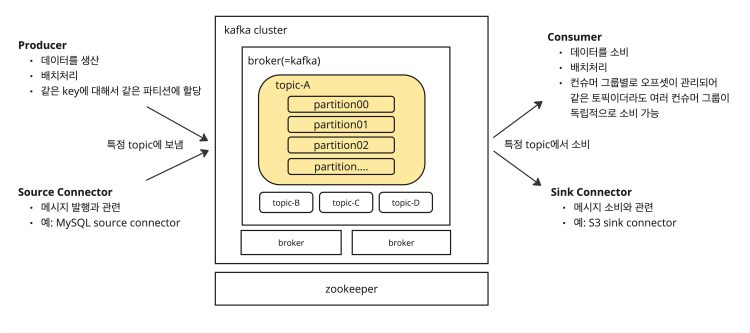 Producer
• 데이터를 생산
• 배치처리
• 같은 key에 대해서 같은 파티션에 할당
특정 topic에 보냄
Source Connector
• 메시지 발행과 관련
• 예: MySQL source connector
kafka cluster
broker(=kafka)
topic-A
partition00
partition01
partition02
partition....
topic-B
topic-C
topic-D
broker
broker
zookeeper
Consumer
• 데이터를 소비
• 배치처리
• 컨슈머 그룹별로 오프셋이 관리되어
같은 토픽이더라도 여러 컨슈머 그룹이
독립적으로 소비 가능
특정 topic에서 소비
Sink Connector
• 메시지 소비와 관련
• 예: S3 sink connector